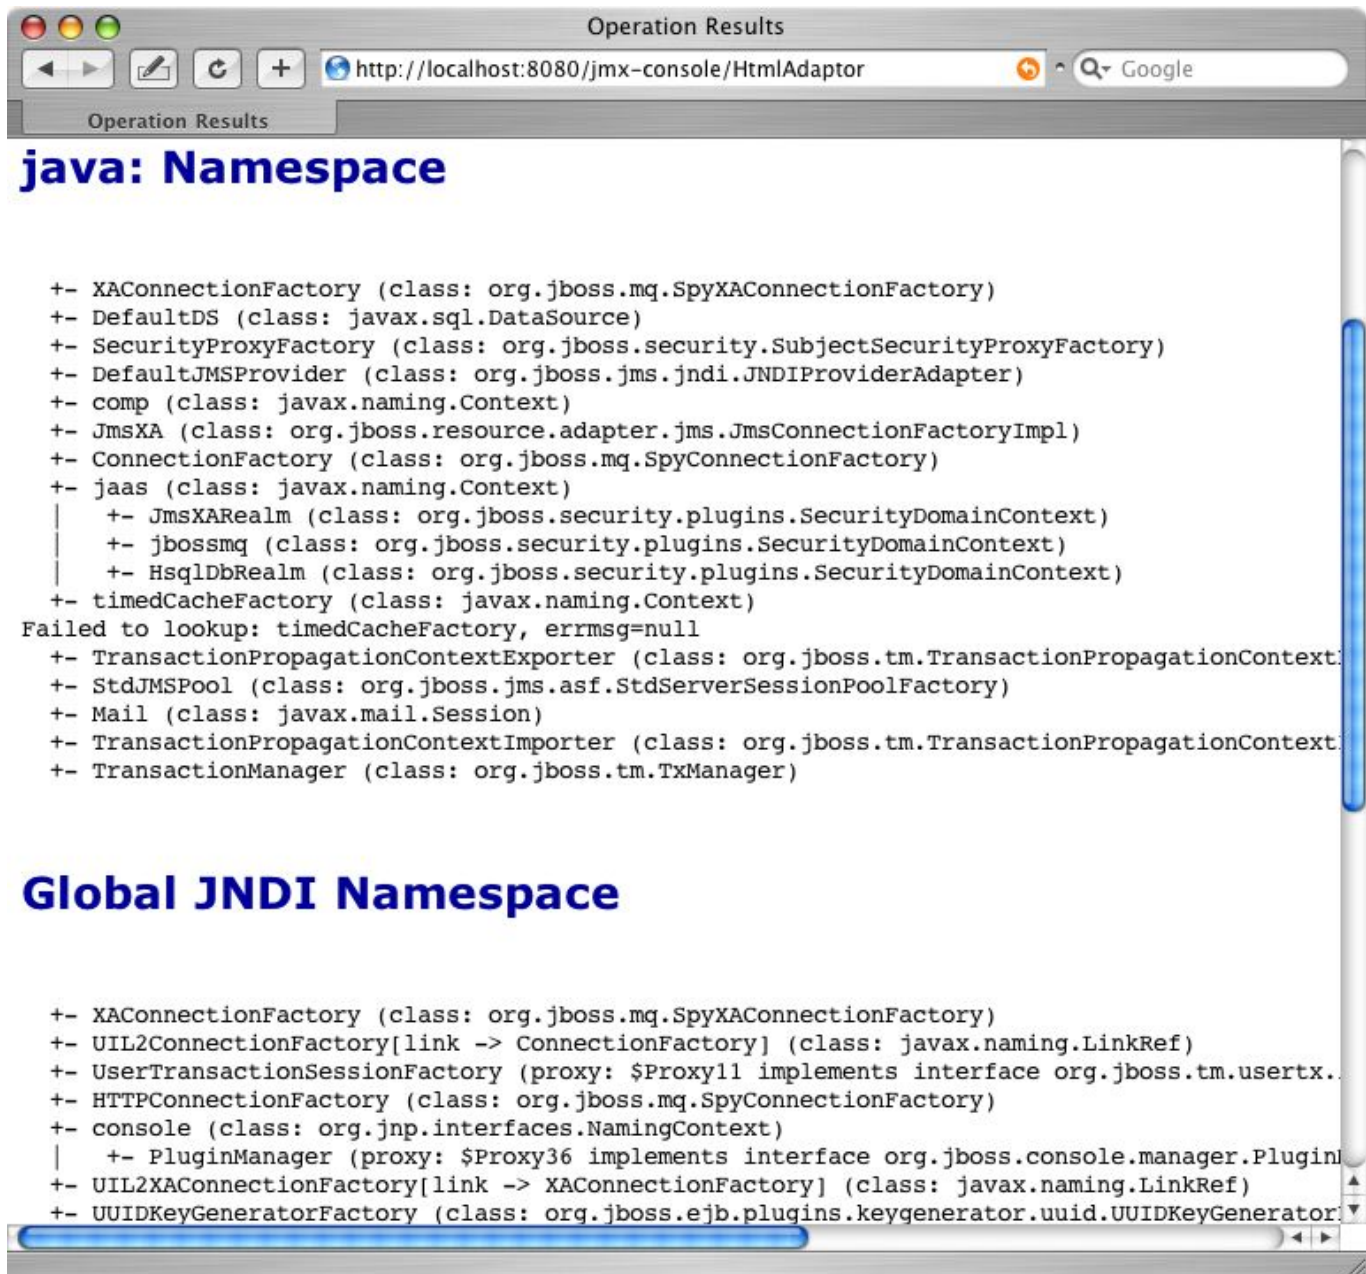 Operation Results
http://localhost:8080/jmx-console/HtmlAdaptor
Google
Operation Results
java: Namespace
+- XAConnectionFactory (class: org.jboss.mq.SpyXAConnectionFactory)
+- DefaultDS (class: javax.sql.DataSource)
+- SecurityProxyFactory (class: org.jboss.security.SubjectSecurityProxyFactory)
+- DefaultJMSProvider (class: org.jboss.jms.jndi.JNDIProviderAdapter)
+- comp (class: javax.naming.Context)
+- JmsXA (class: org.jboss.resource.adapter.jms.JmsConnectionFactoryImpl)
+- ConnectionFactory (class: org.jboss.mq.SpyConnectionFactory)
+- jaas (class: javax.naming.Context)
|   +- JmsXARealm (class: org.jboss.security.plugins.SecurityDomainContext)
|   +- jbossmq (class: org.jboss.security.plugins.SecurityDomainContext)
|   +- HsqlDbRealm (class: org.jboss.security.plugins.SecurityDomainContext)
+- timedCacheFactory (class: javax.naming.Context)
Failed to lookup: timedCacheFactory, errmsg=null
+- TransactionPropagationContextExporter (class: org.jboss.tm.TransactionPropagationContext
+- StdJMSPool (class: org.jboss.jms.asf.StdServerSessionPoolFactory)
+- Mail (class: javax.mail.Session)
+- TransactionPropagationContextImporter (class: org.jboss.tm.TransactionPropagationContext
+- TransactionManager (class: org.jboss.tm.TxManager)
Global JNDI Namespace
+- XAConnectionFactory (class: org.jboss.mq.SpyXAConnectionFactory)
+- UIL2ConnectionFactory[link -> ConnectionFactory] (class: javax.naming.LinkRef)
+- UserTransactionSessionFactory (proxy: $Proxy11 implements interface org.jboss.tm.usertx.
+- HTTPConnectionFactory (class: org.jboss.mq.SpyConnectionFactory)
+- console (class: org.jnp.interfaces.NamingContext)
|   +- PluginManager (proxy: $Proxy36 implements interface org.jboss.console.manager.Plugin
+- UIL2XAConnectionFactory[link -> XAConnectionFactory] (class: javax.naming.LinkRef)
+- UUIDKeyGeneratorFactory (class: org.jboss.ejb.plugins.keygenerator.uuid.UUIDKeyGenerator